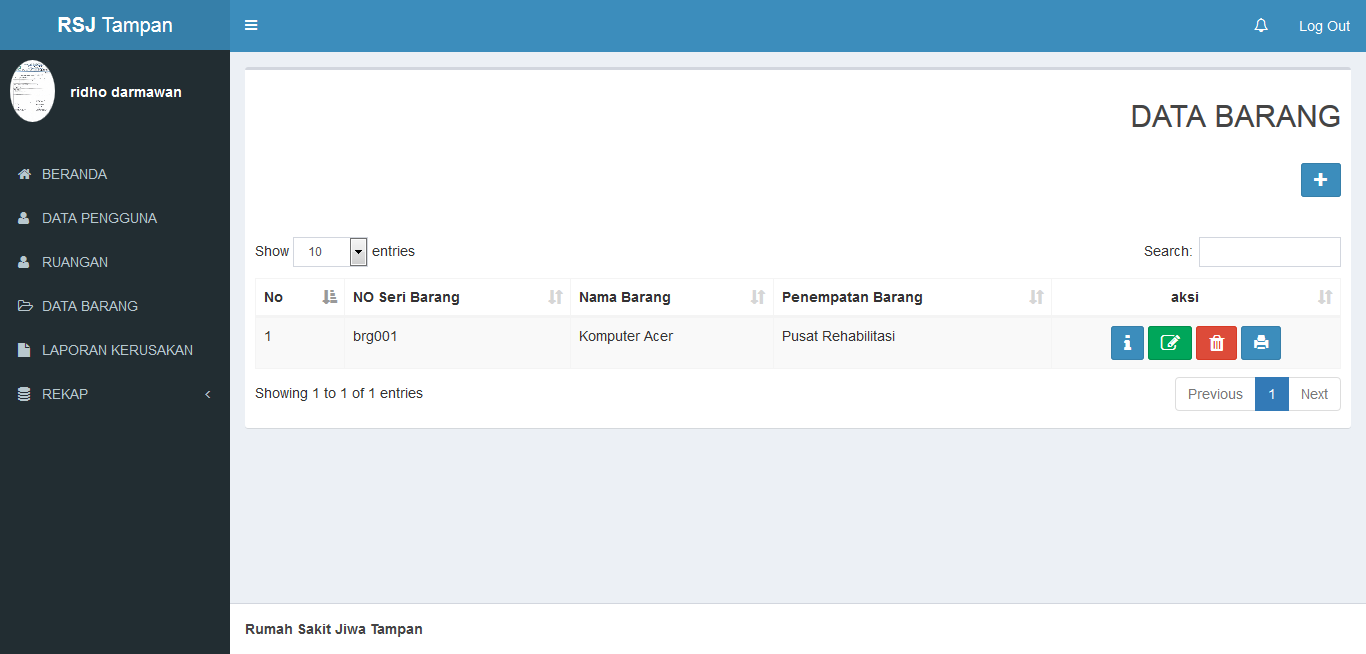 RSJ Tampan
Log Out
ridho darmawan
BERANDA
DATA PENGGUNA
RUANGAN
DATA BARANG
LAPORAN KERUSAKAN
REKAP
DATA BARANG
Show 10 entries
Search:
No NO Seri Barang Nama Barang Penempatan Barang aksi
1 brg001 Komputer Acer Pusat Rehabilitasi
Showing 1 to 1 of 1 entries
Previous 1 Next
Rumah Sakit Jiwa Tampan